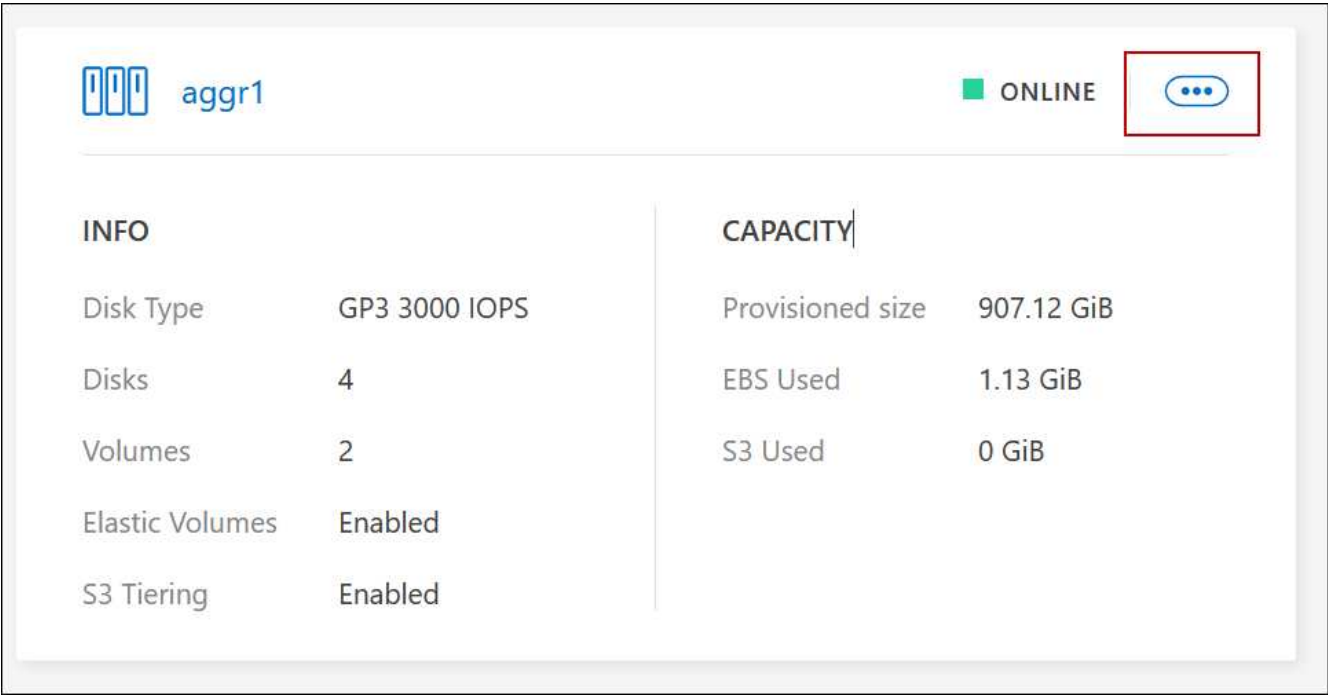 aggr1
ONLINE
INFO
Disk Type GP3 3000 IOPS
Disks 4
Volumes 2
Elastic Volumes Enabled
S3 Tiering Enabled
CAPACITY
Provisioned size 907.12 GiB
EBS Used 1.13 GiB
S3 Used 0 GiB